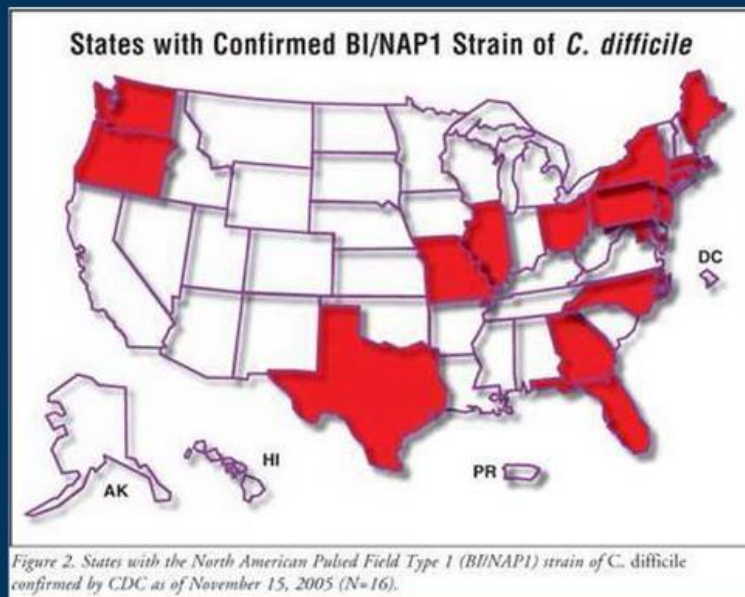 States with Confirmed BI/NAP1 Strain of C. difficile
DC
HI
AK
PR
Figure 2. States with the North American Pulsed Field Type 1 (BI/NAP1) strain of C. difficile
confirmed by CDC as of November 15, 2005 (N=16).